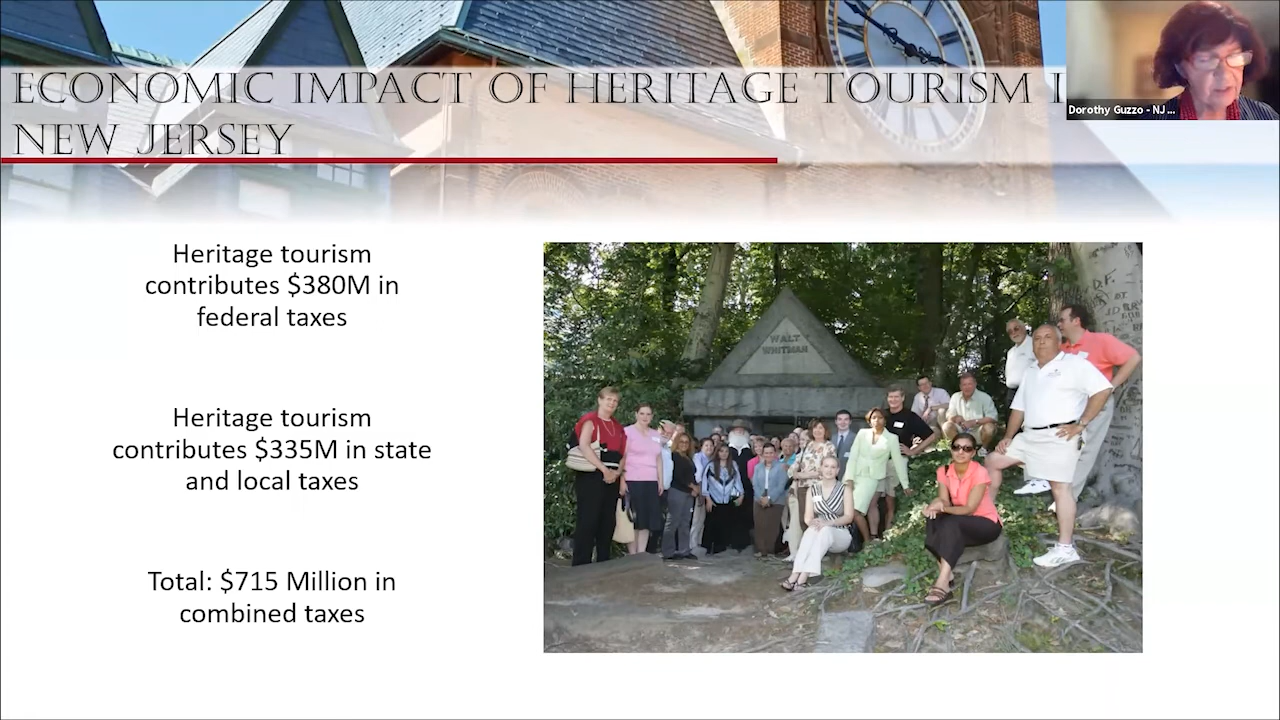 ECONOMIC IMPACT OF HERITAGE TOURISM I
NEW JERSEY
Dorothy Guzzo - NJ ...
Heritage tourism
contributes $380M in
federal taxes
Heritage tourism
contributes $335M in state
and local taxes
Total: $715 Million in
combined taxes
WALT
WHITMAN
D.F.